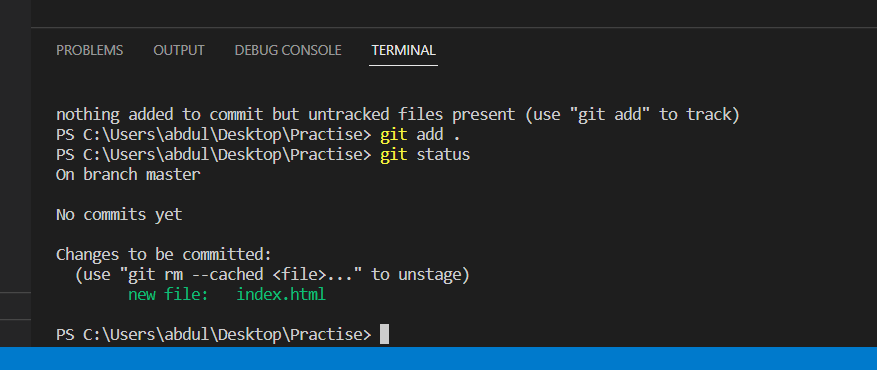 PROBLEMS OUTPUT DEBUG CONSOLE TERMINAL
nothing added to commit but untracked files present (use "git add" to track)
PS C:\Users\abdul\Desktop\Practise> git add .
PS C:\Users\abdul\Desktop\Practise> git status
On branch master
No commits yet
Changes to be committed:
(use "git rm --cached <file>..." to unstage)
new file: index.html
PS C:\Users\abdul\Desktop\Practise>